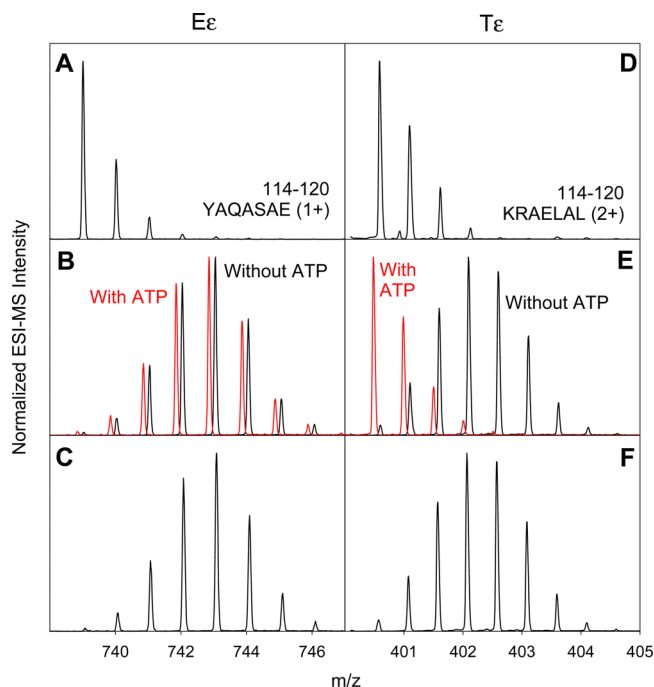 Eε
Tε
A
D
114-120
YAQASAE (1+)
114-120
KRAELAL (2+)
Normalized ESI-MS Intensity
B
With ATP
Without ATP
E
With
ATP
Without ATP
C
F
740
742
744
746
401
402
403
404
405
m/z